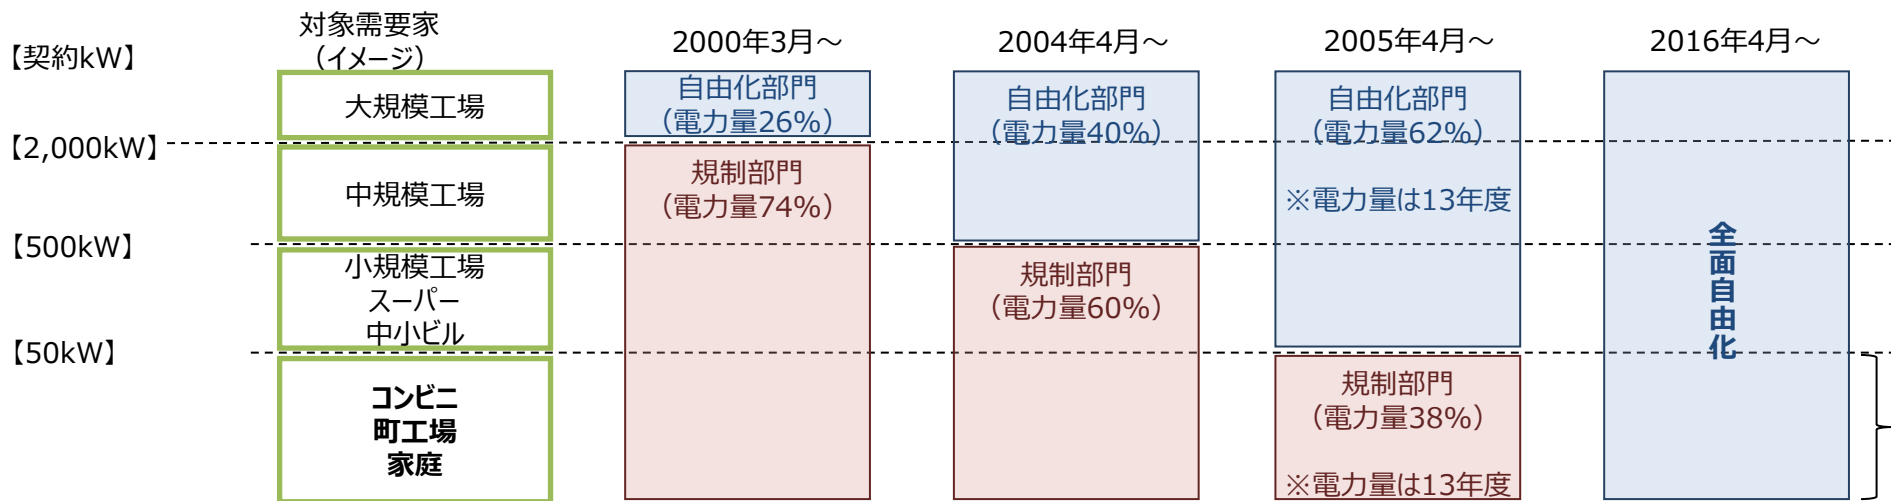 【契約kW】
対象需要家
（イメージ）
2000年3月～
2004年4月～
2005年4月～
2016年4月～
大規模工場
自由化部門
（電力量26%）
自由化部門
（電力量40%）
自由化部門
（電力量62%）
【2,000kW】
中規模工場
規制部門
（電力量74%）
※電力量は13年度
全面自由化
【500kW】
小規模工場
スーパー
中小ビル
規制部門
（電力量60%）
【50kW】
コンビニ
町工場
家庭
規制部門
（電力量38%）
※電力量は13年度